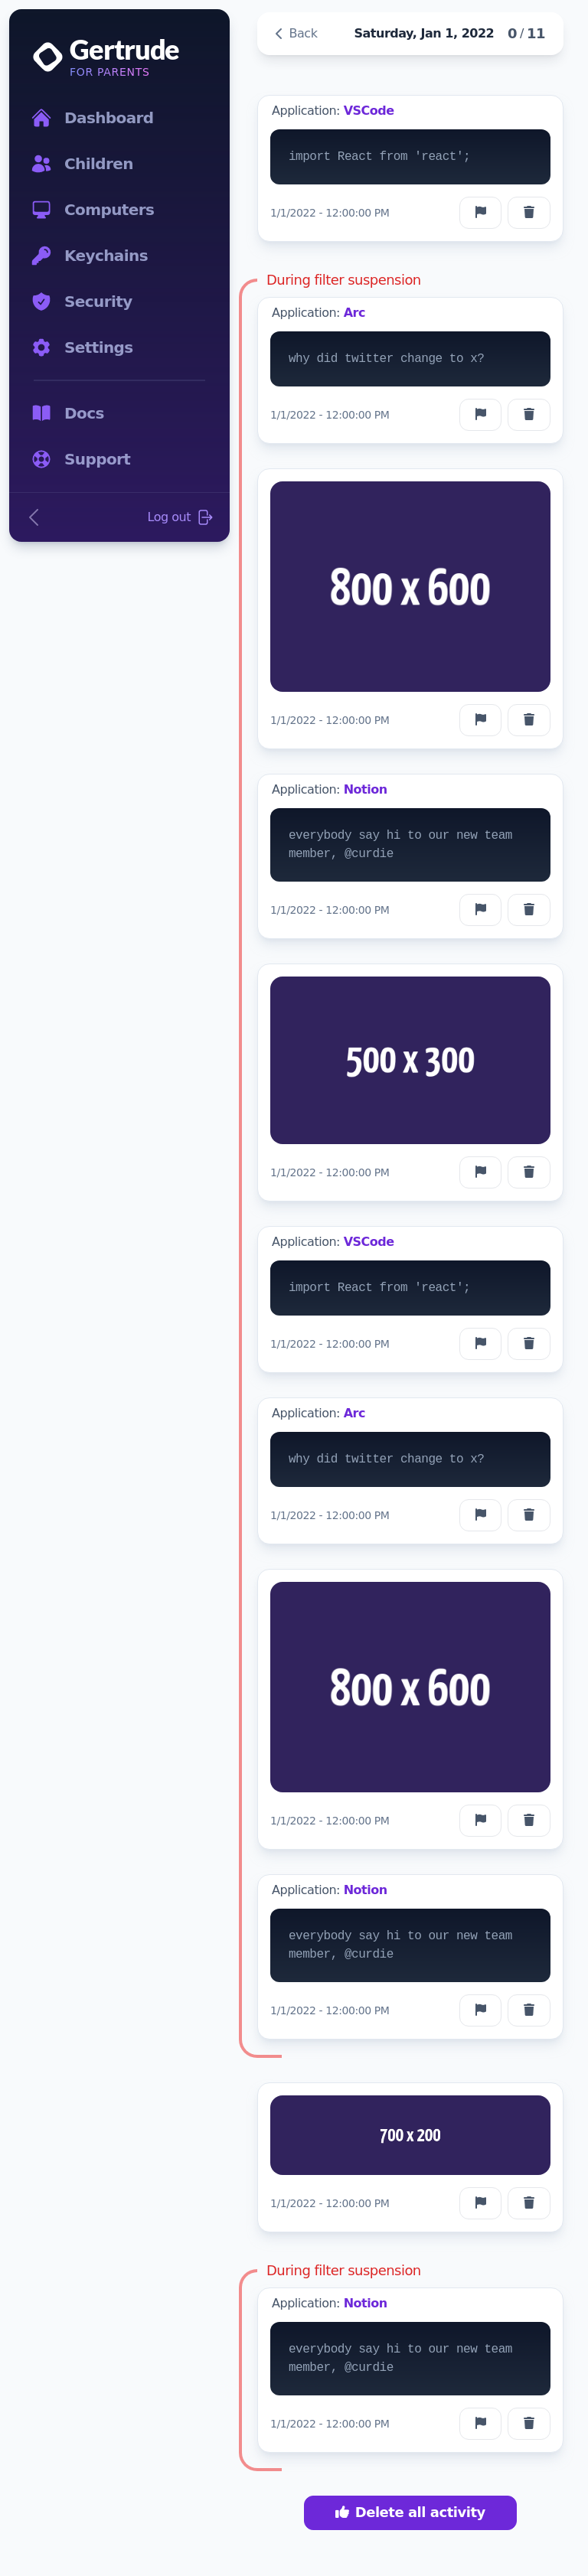 Gertrude
FOR PARENTS
Dashboard
Children
Computers
Keychains
Security
Settings
Docs
Support
Log out
Back
Saturday, Jan 1, 2022
0 / 11
Application: VSCode
import React from 'react';
1/1/2022 - 12:00:00 PM
During filter suspension
Application: Arc
why did twitter change to x?
1/1/2022 - 12:00:00 PM
800 x 600
1/1/2022 - 12:00:00 PM
Application: Notion
everybody say hi to our new team
member, @curdie
1/1/2022 - 12:00:00 PM
500 x 300
1/1/2022 - 12:00:00 PM
Application: VSCode
import React from 'react';
1/1/2022 - 12:00:00 PM
Application: Arc
why did twitter change to x?
1/1/2022 - 12:00:00 PM
800 x 600
1/1/2022 - 12:00:00 PM
Application: Notion
everybody say hi to our new team
member, @curdie
1/1/2022 - 12:00:00 PM
700 x 200
1/1/2022 - 12:00:00 PM
During filter suspension
Application: Notion
everybody say hi to our new team
member, @curdie
1/1/2022 - 12:00:00 PM
Delete all activity